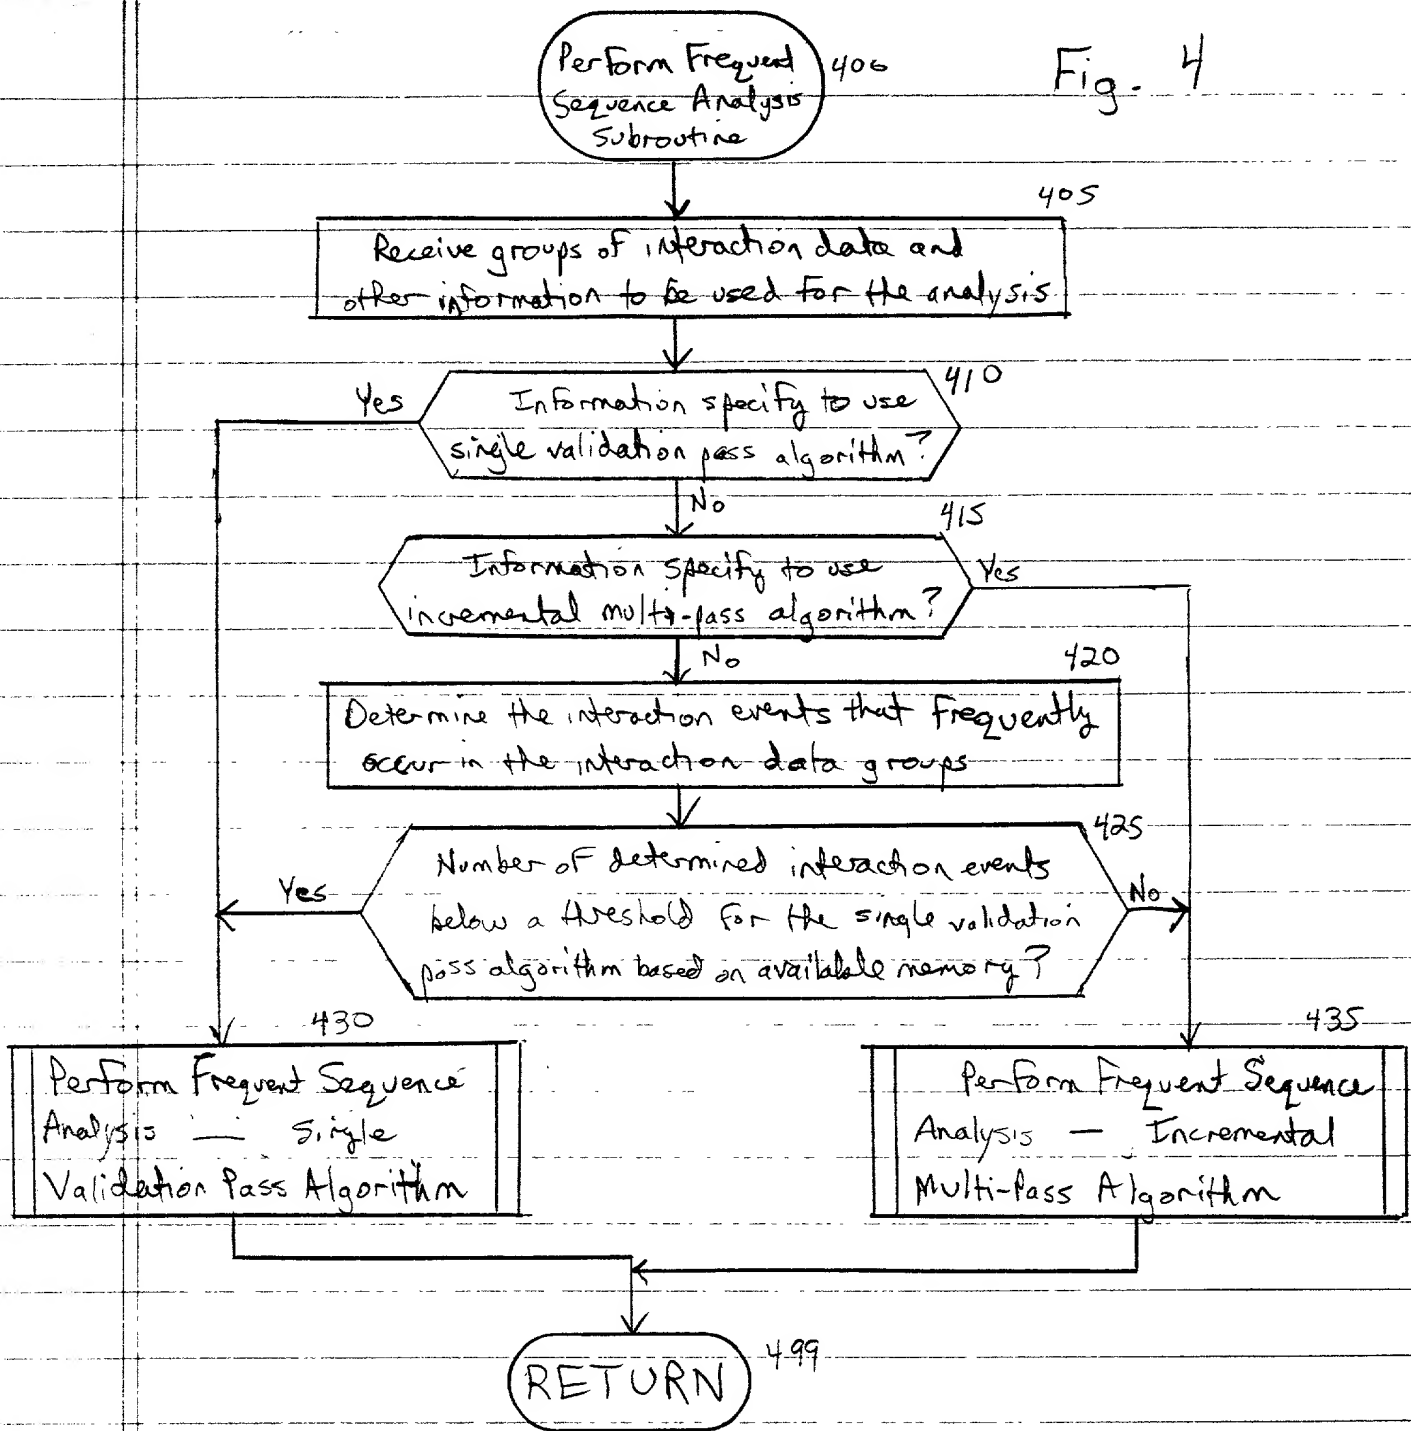 Fig. 4
Perform Frequent
Sequence Analysis
Subroutine
400
405
Receive groups of interaction data and
other information to be used for the analysis
410
Yes
Information specify to use
single validation pass algorithm?
No
415
Information specify to use
incremental multi-pass algorithm?
Yes
No
420
Determine the interaction events that frequently
occur in the interaction data groups
425
Number of determined interaction events
below a threshold for the single validation
pass algorithm based on available memory?
Yes
No
430
Perform Frequent Sequence
Analysis — Single
Validation Pass Algorithm
435
Perform Frequent Sequence
Analysis — Incremental
Multi-Pass Algorithm
RETURN
499